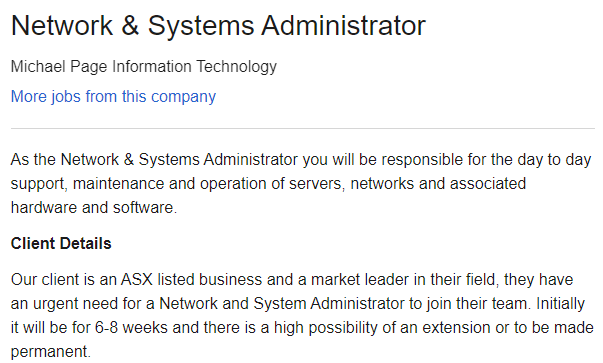 Network & Systems Administrator
Michael Page Information Technology
More jobs from this company
As the Network & Systems Administrator you will be responsible for the day to day
support, maintenance and operation of servers, networks and associated
hardware and software.
Client Details
Our client is an ASX listed business and a market leader in their field, they have
an urgent need for a Network and System Administrator to join their team. Initially
it will be for 6-8 weeks and there is a high possibility of an extension or to be made
permanent.